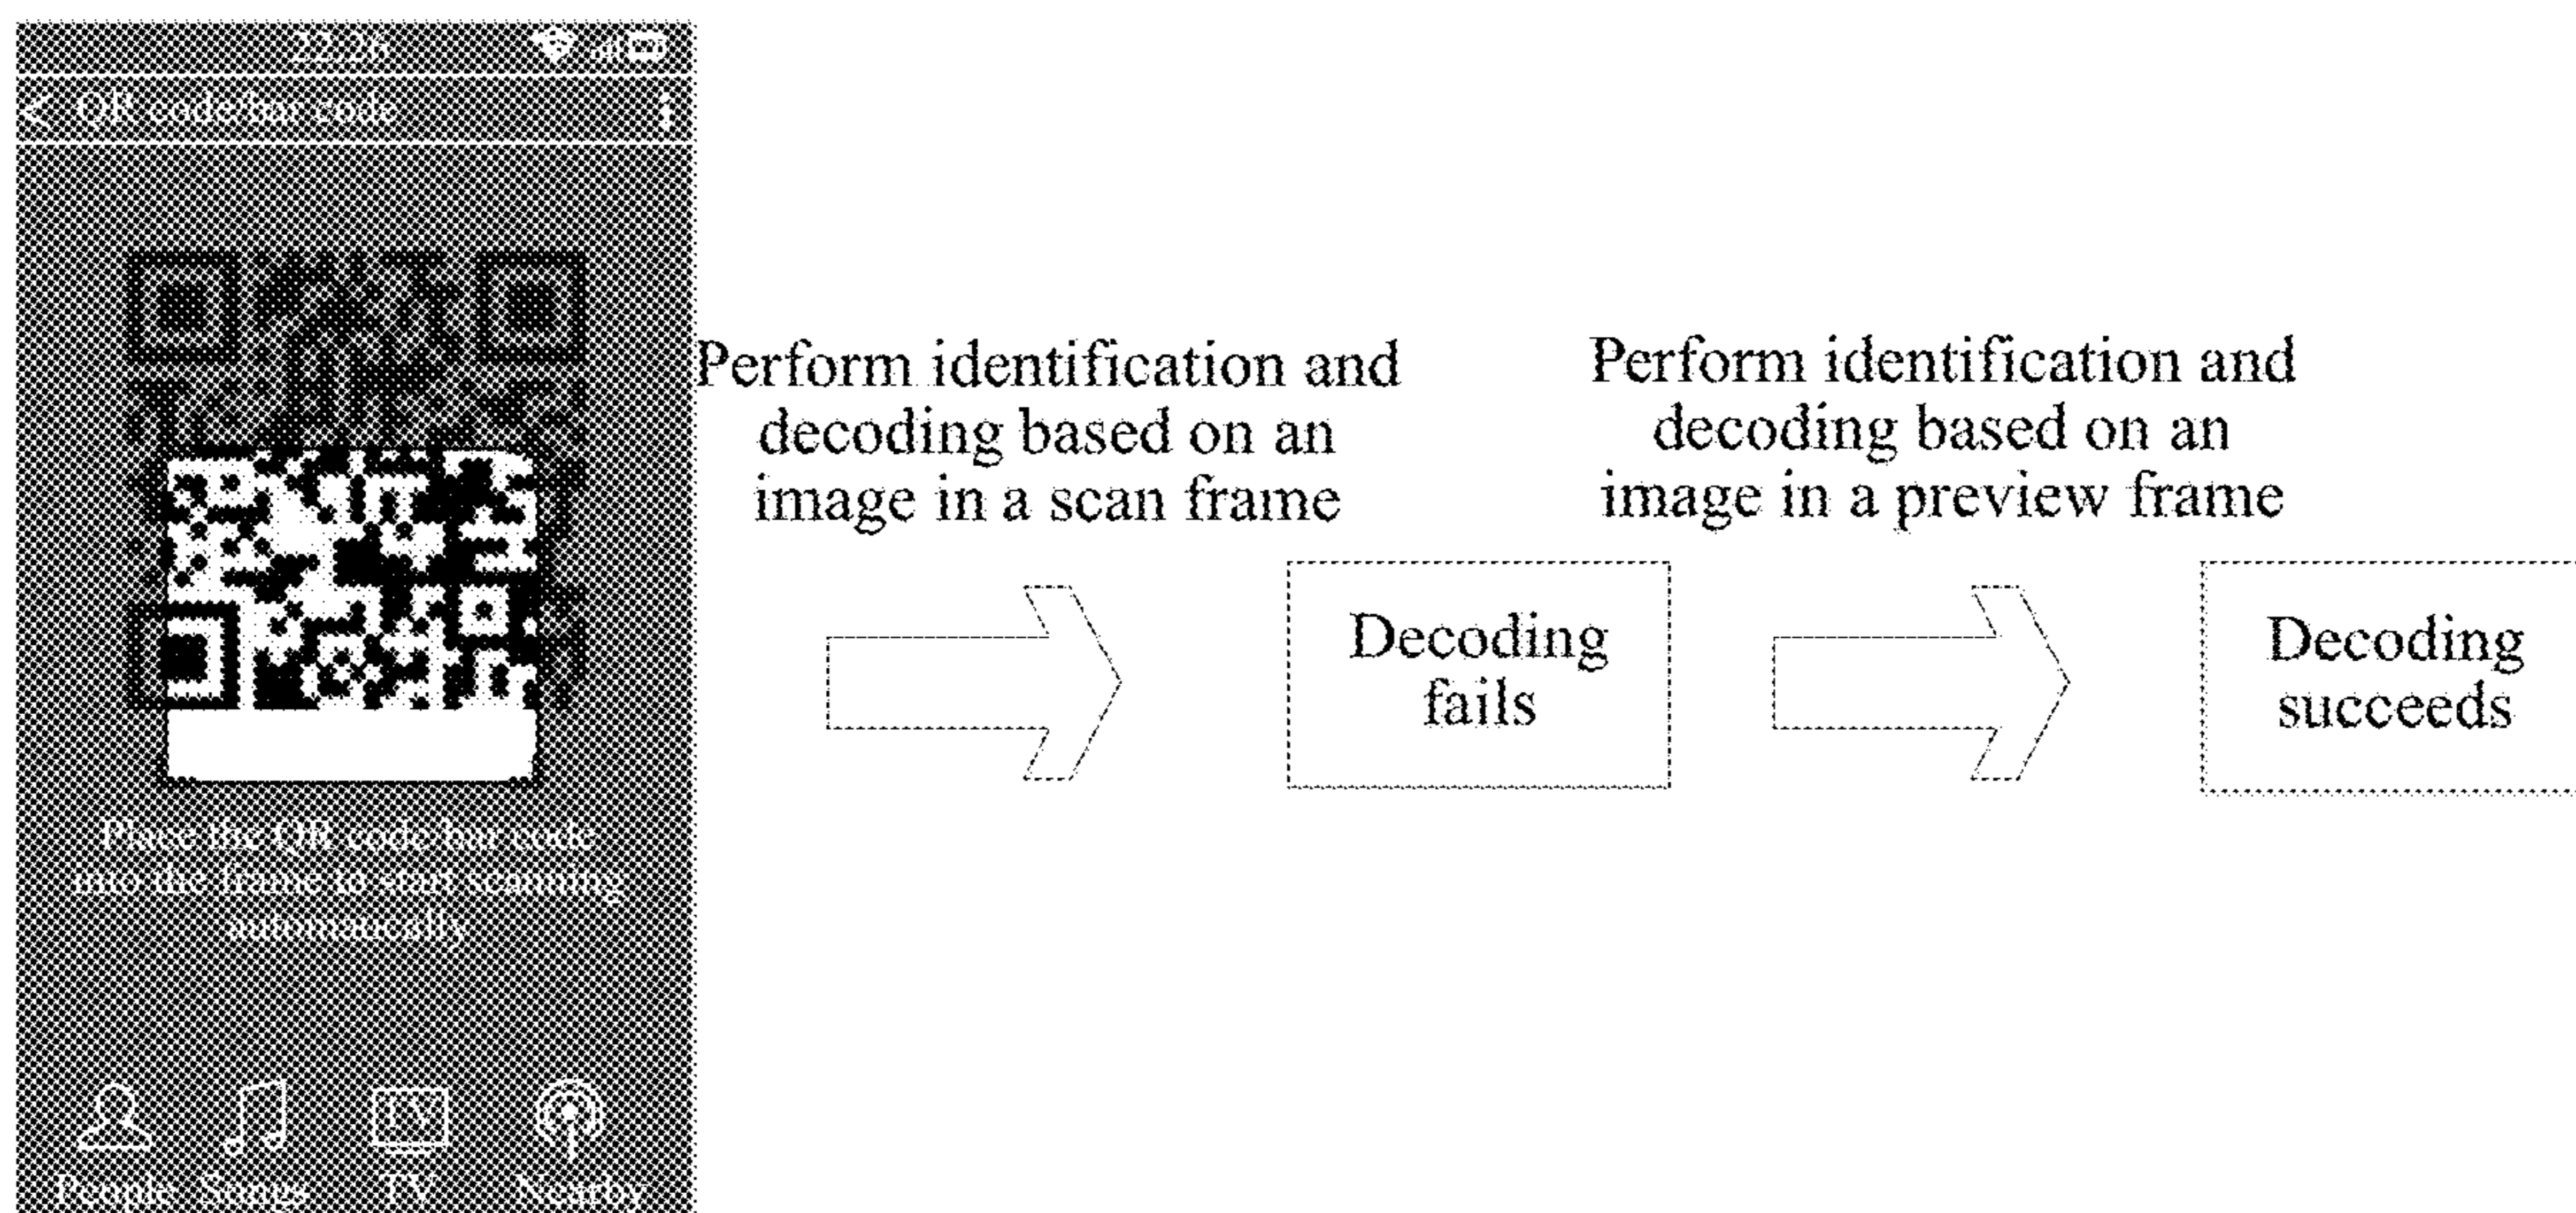 22:26
QR code/bar code
Place the QR code/bar code
into the frame to start scanning
automatically
TV
People Songs TV Nearby
Perform identification and
decoding based on an
image in a scan frame
Decoding
fails
Perform identification and
decoding based on an
image in a preview frame
Decoding
succeeds